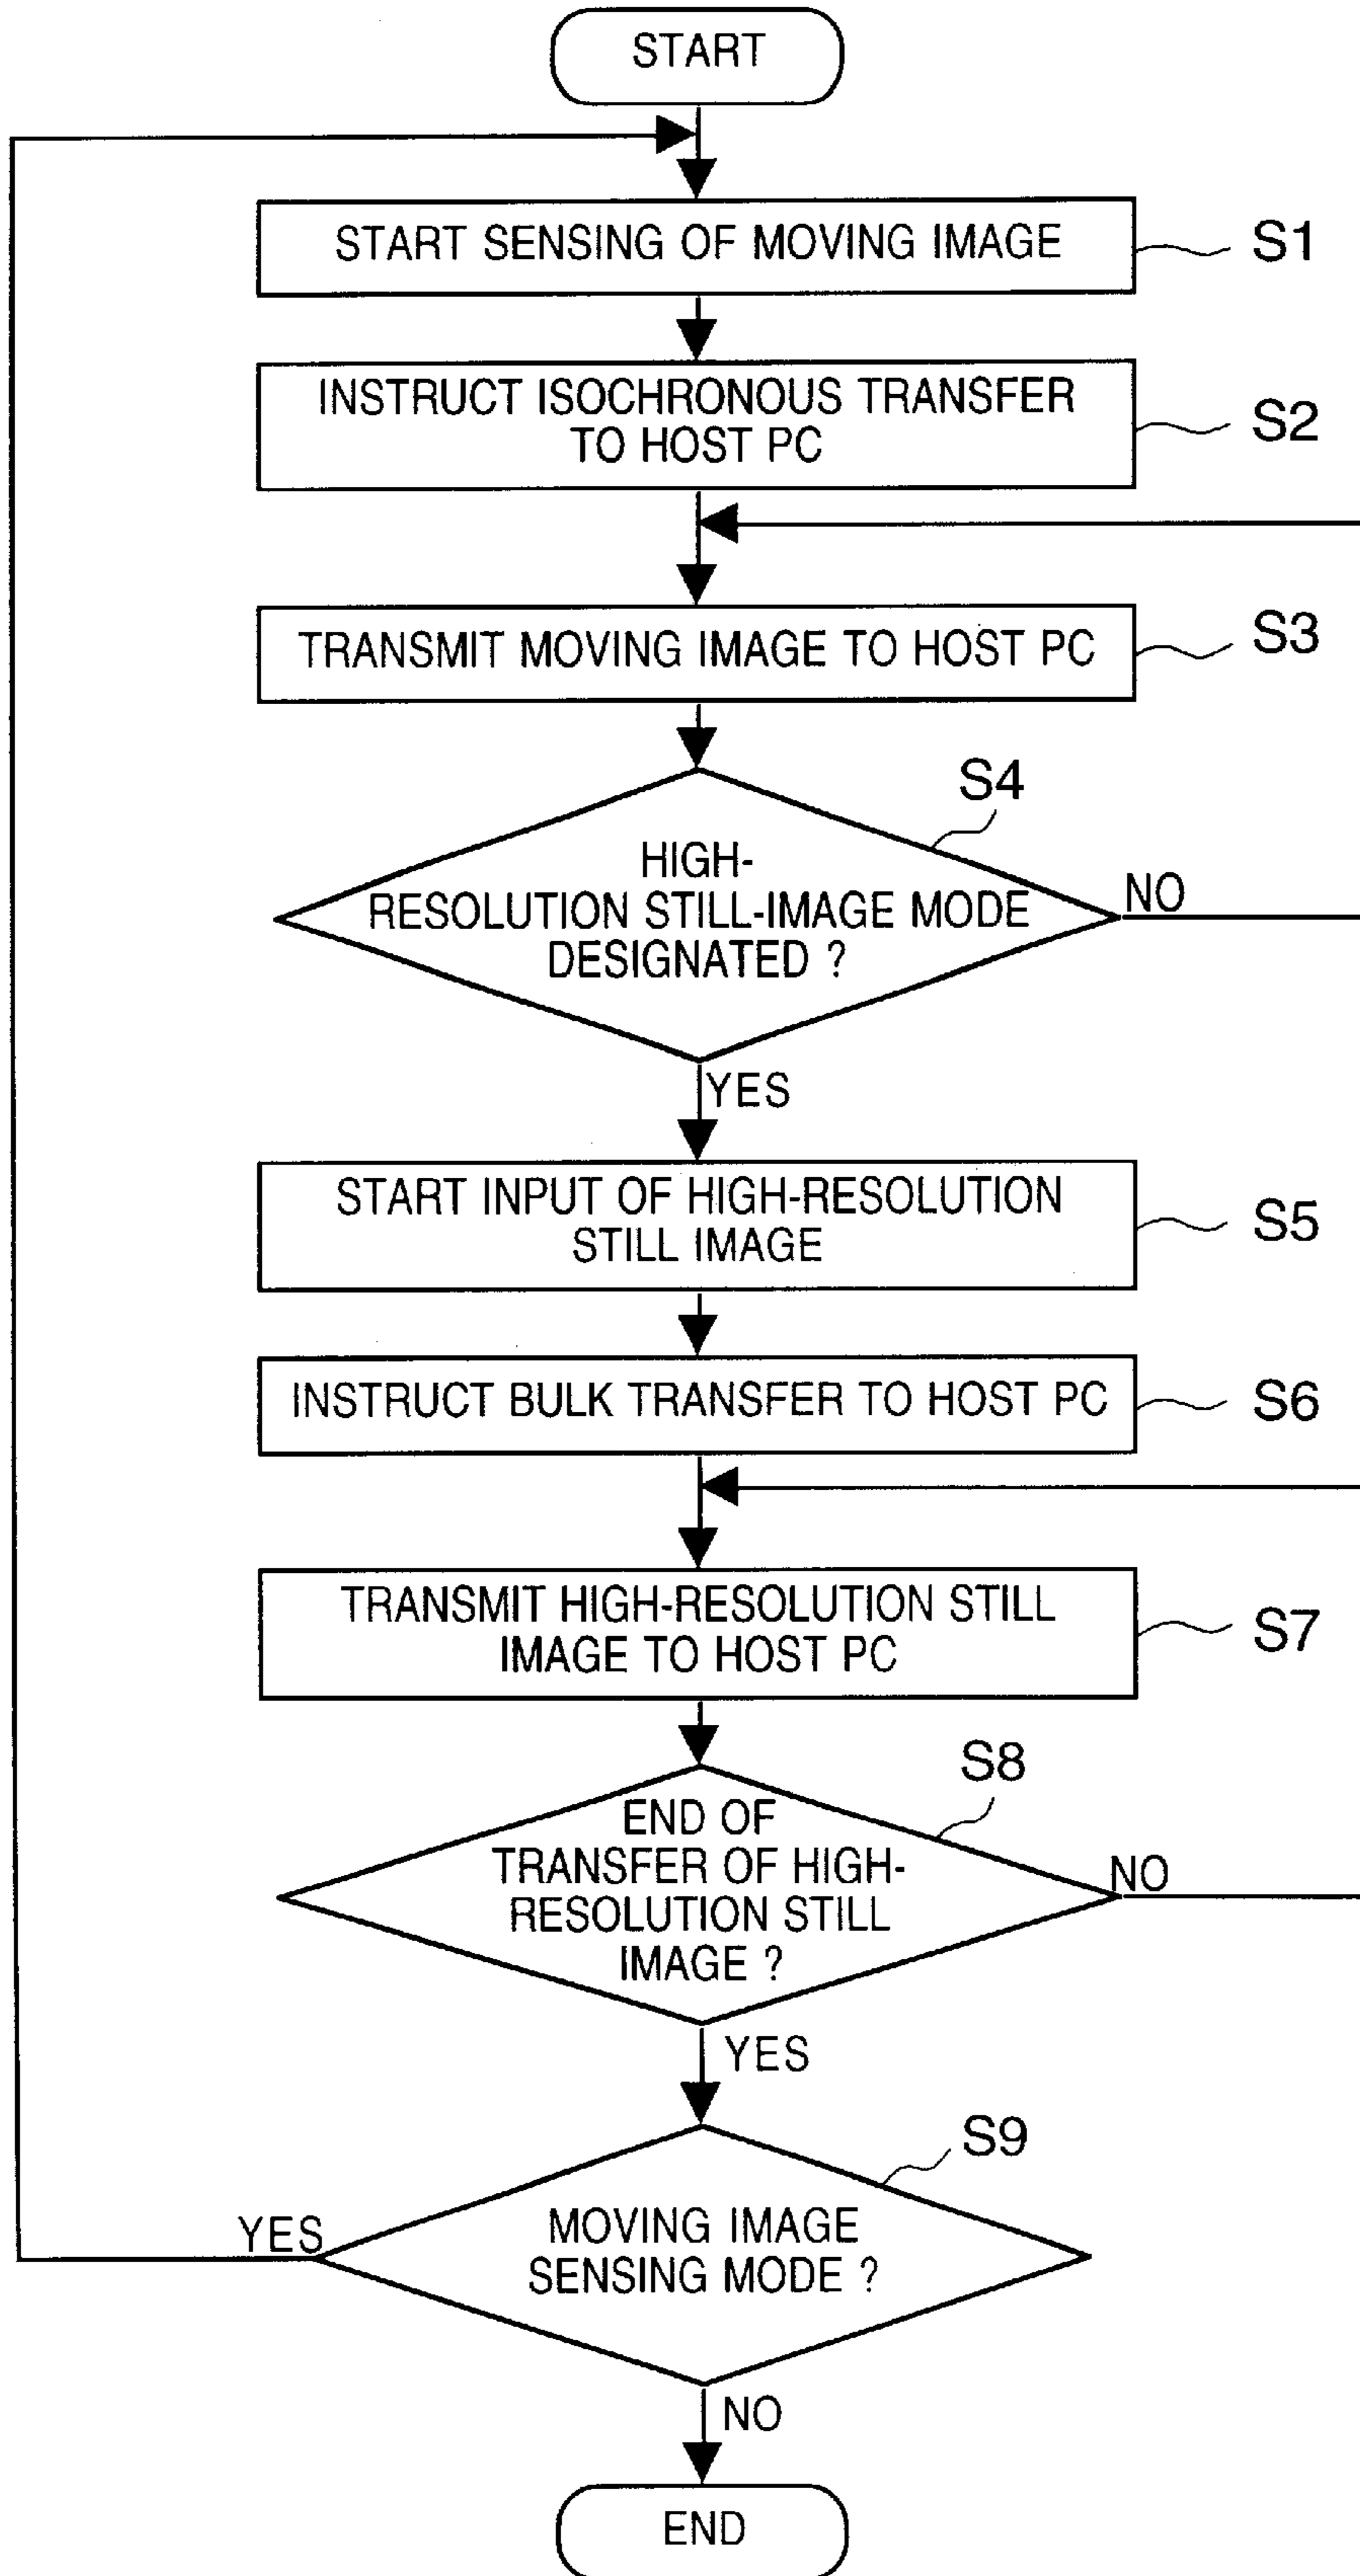 START
START SENSING OF MOVING IMAGE
S1
INSTRUCT ISOCHRONOUS TRANSFER
TO HOST PC
S2
TRANSMIT MOVING IMAGE TO HOST PC
S3
S4
HIGH-
RESOLUTION STILL-IMAGE MODE
DESIGNATED ?
NO
YES
START INPUT OF HIGH-RESOLUTION
STILL IMAGE
S5
INSTRUCT BULK TRANSFER TO HOST PC
S6
TRANSMIT HIGH-RESOLUTION STILL
IMAGE TO HOST PC
S7
S8
END OF
TRANSFER OF HIGH-
RESOLUTION STILL
IMAGE ?
NO
YES
S9
MOVING IMAGE
SENSING MODE ?
YES
NO
END